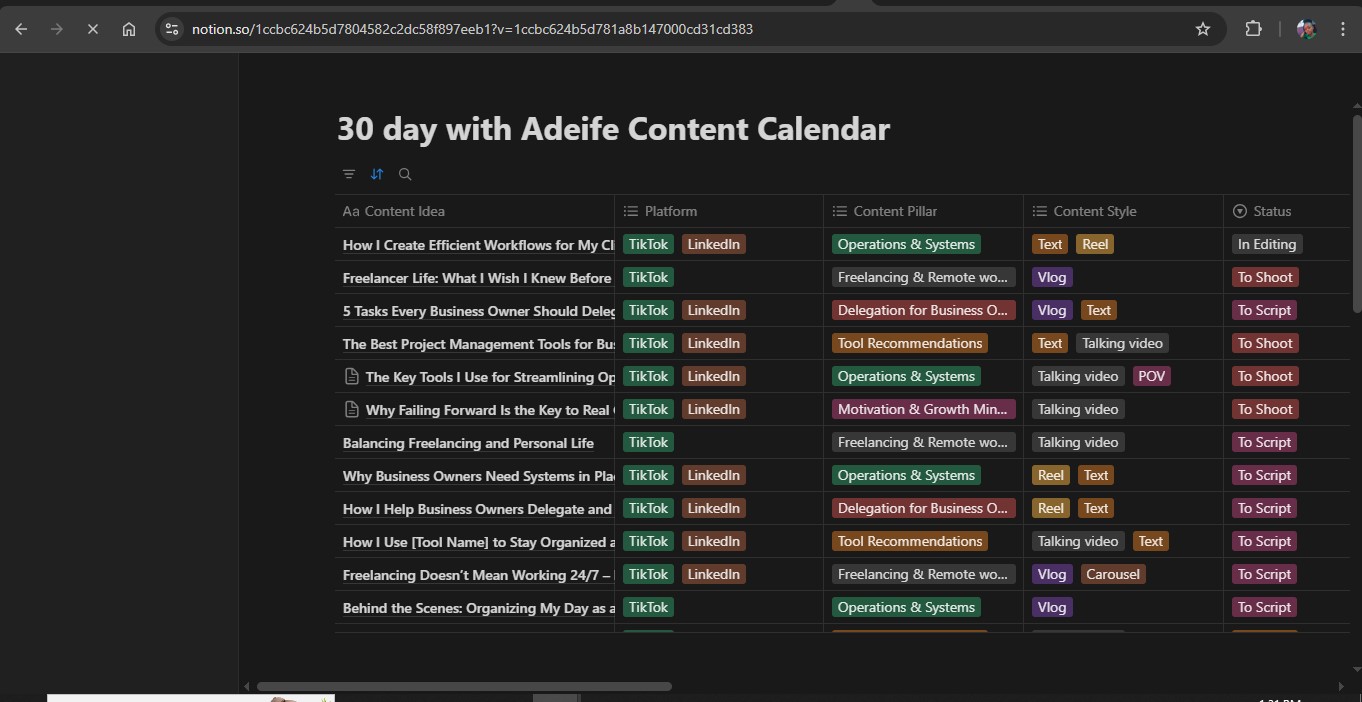 notion.so/1ccbc624b5d7804582c2dc58f897eeb1?v=1ccbc624b5d781a8b147000cd31cd383
30 day with Adeife Content Calendar
Aa Content Idea Platform Content Pillar Content Style Status
How I Create Efficient Workflows for My TikTok LinkedIn Operations & Systems Text Reel In Editing
Freelancer Life: What I Wish I Knew Before TikTok Freelancing & Remote wo... Vlog To Shoot
5 Tasks Every Business Owner Should TikTok LinkedIn Delegation for Business O... Vlog Text To Script
The Best Project Management Tools for TikTok LinkedIn Tool Recommendations Text Talking video To Shoot
The Key Tools I Use for Streamlining TikTok LinkedIn Operations & Systems Talking video POV To Shoot
Why Failing Forward Is the Key to Real TikTok LinkedIn Motivation & Growth Min... Talking video To Shoot
Balancing Freelancing and Personal Life TikTok Freelancing & Remote wo... Talking video To Script
Why Business Owners Need Systems in TikTok LinkedIn Operations & Systems Reel Text To Script
How I Help Business Owners Delegate and TikTok LinkedIn Delegation for Business O... Reel Text To Script
How I Use [Tool Name] to Stay Organized TikTok LinkedIn Tool Recommendations Talking video Text To Script
Freelancing Doesn’t Mean Working 24/7 – TikTok LinkedIn Freelancing & Remote wo... Vlog Carousel To Script
Behind the Scenes: Organizing My Day as TikTok Operations & Systems Vlog To Script